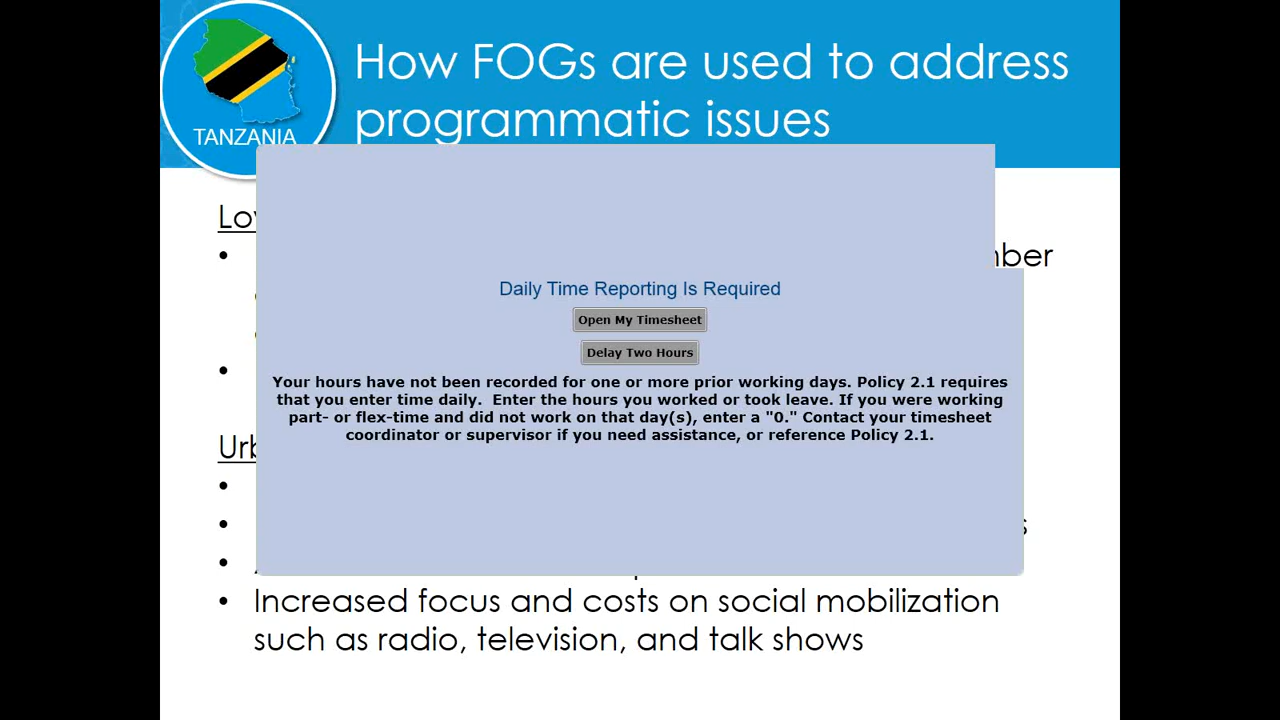 How FOGs are used to address
programmatic issues
TANZANIA
Daily Time Reporting Is Required
Open My Timesheet
Delay Two Hours
Your hours have not been recorded for one or more prior working days. Policy 2.1 requires
that you enter time daily.  Enter the hours you worked or took leave. If you were working
part- or flex-time and did not work on that day(s), enter a "0." Contact your timesheet
coordinator or supervisor if you need assistance, or reference Policy 2.1.
• Increased focus and costs on social mobilization
such as radio, television, and talk shows